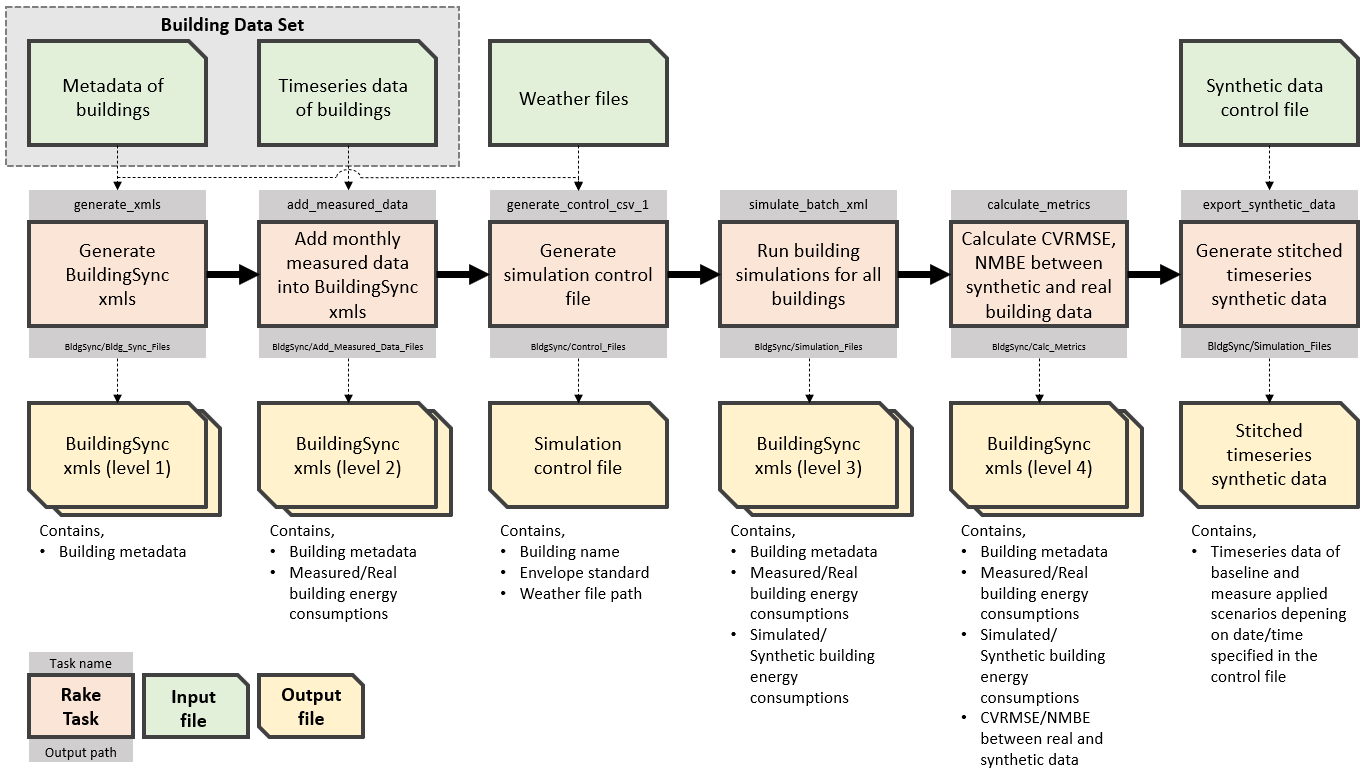 Building Data Set
Metadata of
buildings
Timeseries data
of buildings
Weather files
Synthetic data
control file
generate_xmls
Generate
BuildingSync
xmls
BldgSync/Bldg_Sync_Files
add_measured_data
Add monthly
measured data
into BuildingSync
xmls
BldgSync/Add_Measured_Data_Files
generate_control_csv_1
Generate
simulation control
file
BldgSync/Control_Files
simulate_batch_xml
Run building
simulations for all
buildings
BldgSync/Simulation_Files
calculate_metrics
Calculate CVRMSE,
NMBE between
synthetic and real
building data
BldgSync/Calc_Metrics
export_synthetic_data
Generate stitched
timeseries
synthetic data
BldgSync/Simulation_Files
BuildingSync
xmls (level 1)
Contains,
• Building metadata
BuildingSync
xmls (level 2)
Contains,
• Building metadata
• Measured/Real
building energy
consumptions
Simulation
control file
Contains,
• Building name
• Envelope standard
• Weather file path
BuildingSync
xmls (level 3)
Contains,
• Building metadata
• Measured/Real
building energy
consumptions
• Simulated/
Synthetic building
energy
consumptions
BuildingSync
xmls (level 4)
Contains,
• Building metadata
• Measured/Real
building energy
consumptions
• Simulated/
Synthetic building
energy
consumptions
• CVRMSE/NMBE
between real and
synthetic data
Stitched
timeseries
synthetic data
Contains,
• Timeseries data of
baseline and
measure applied
scenarios depening
on date/time
specified in the
control file
Task name
Rake
Task
Output path
Input
file
Output
file